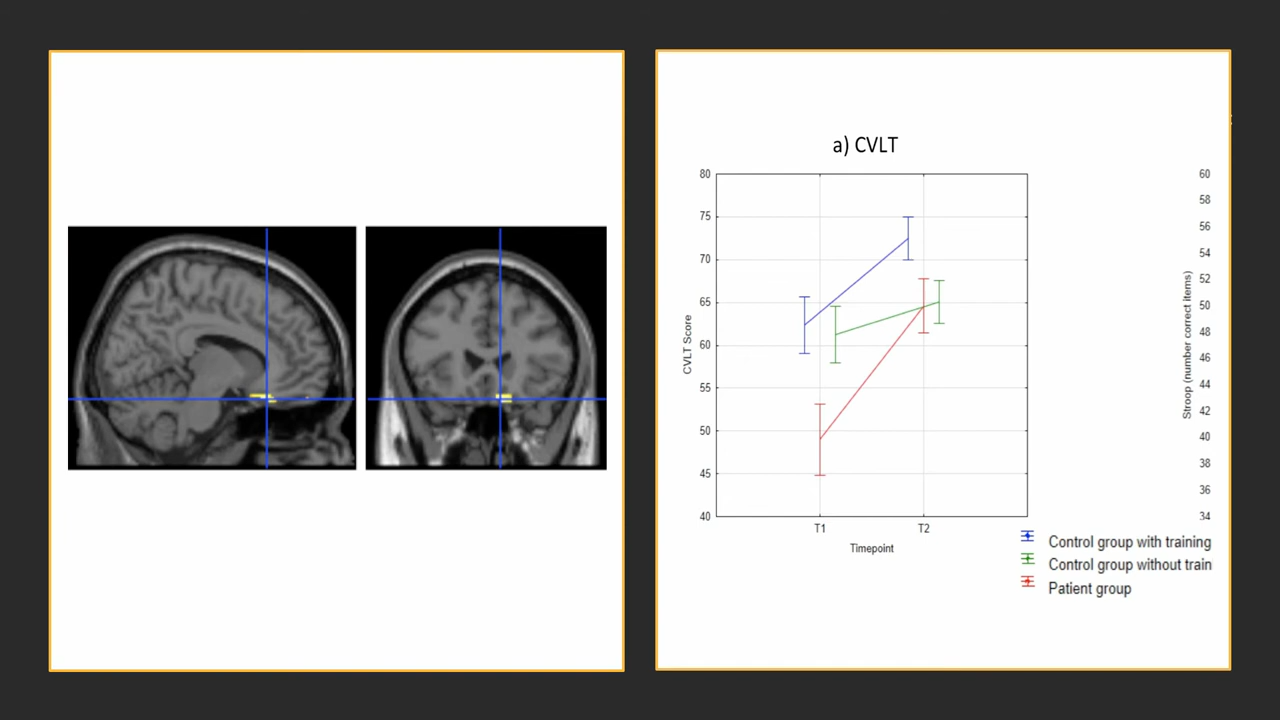 a) CVLT
80
75
70
65
60
55
50
45
40
CVLT Score
T1
T2
Timepoint
60
58
56
54
52
50
48
46
44
42
40
38
36
34
Stroop (number correct items)
Control group with training
Control group without train
Patient group